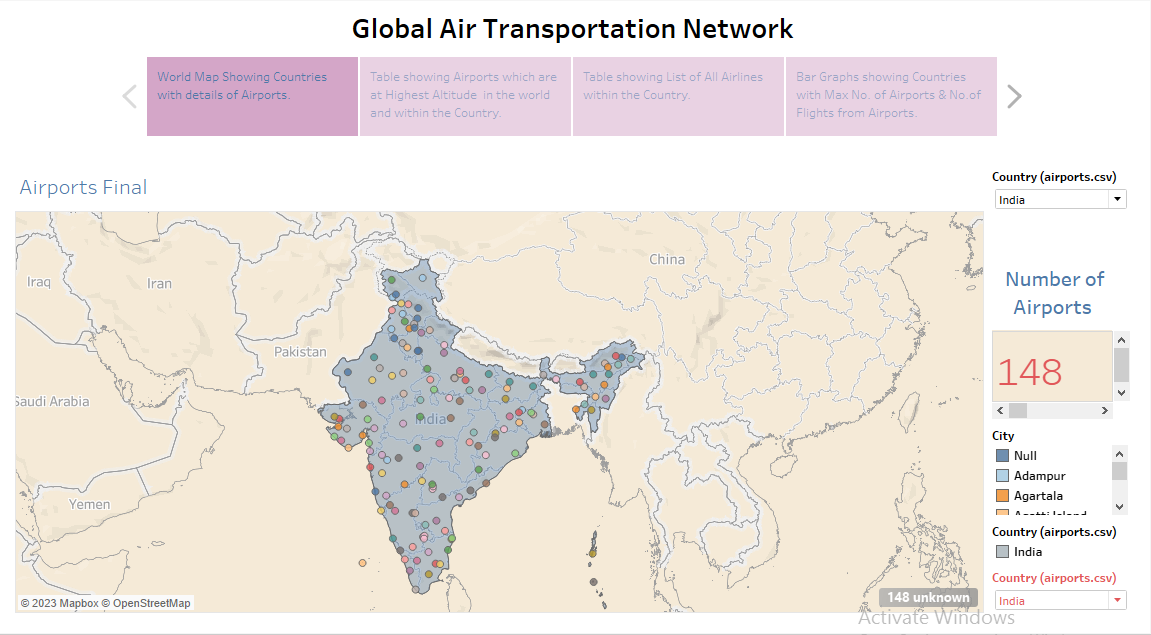 Global Air Transportation Network
World Map Showing Countries
with details of Airports.
Table showing Airports which are
at Highest Altitude in the world
and within the Country.
Table showing List of All Airlines
within the Country.
Bar Graphs showing Countries
with Max No. of Airports & No.of
Flights from Airports.
Airports Final
Country (airports.csv)
India
China
Iraq
Iran
Pakistan
Saudi Arabia
India
Yemen
© 2023 Mapbox © OpenStreetMap
148 unknown
Number of
Airports
148
City
Null
Adampur
Agartala
Agatti Island
Country (airports.csv)
India
Country (airports.csv)
India
Activate Windows